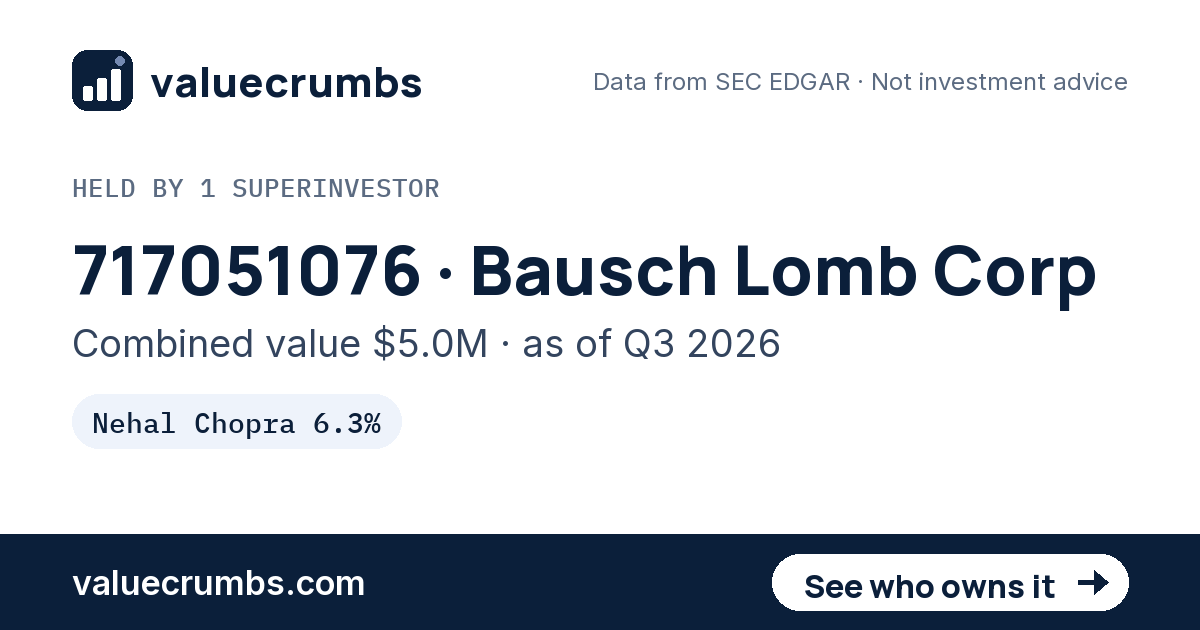 valuecrumbs
Data from SEC EDGAR · Not investment advice
HELD BY 1 SUPERINVESTOR
717051076 · Bausch Lomb Corp
Combined value $5.0M · as of Q3 2026
Nehal Chopra 6.3%
valuecrumbs.com
See who owns it →